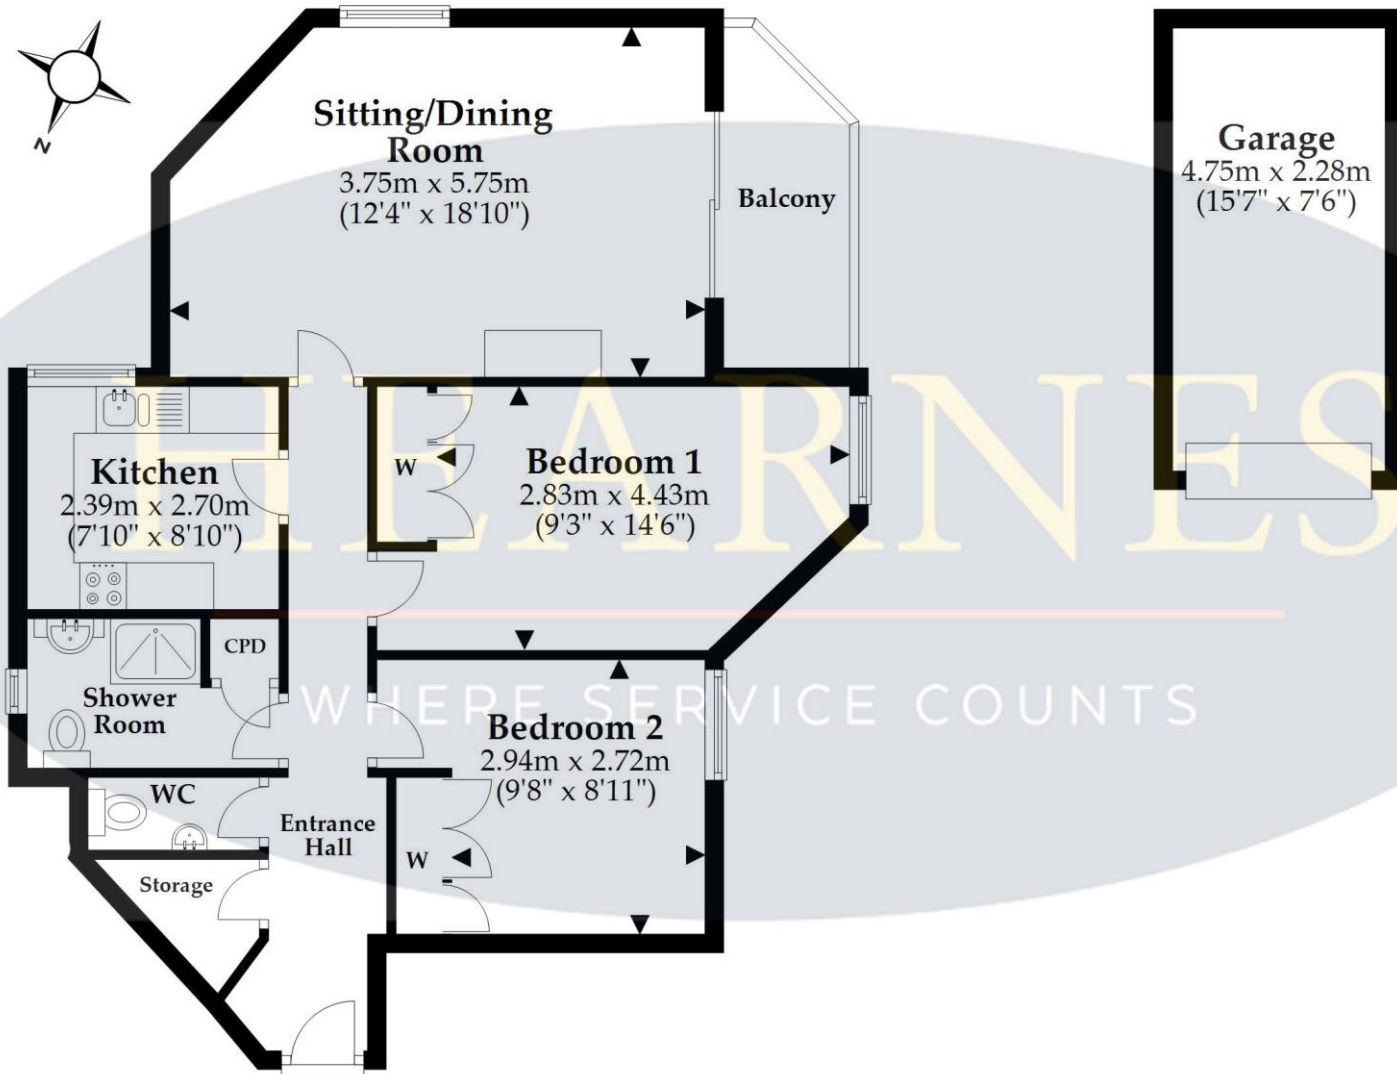 Sitting/Dining
Room
3.75m x 5.75m
(12'4" x 18'10")
Balcony
Garage
4.75m x 2.28m
(15'7" x 7'6")
N
Kitchen
2.39m x 2.70m
(7'10" x 8'10")
W
Bedroom 1
2.83m x 4.43m
(9'3" x 14'6")
HEARNES
WHERE SERVICE COUNTS
CPD
Shower
Room
Bedroom 2
2.94m x 2.72m
(9'8" x 8'11")
WC
Entrance
Hall
W
Storage